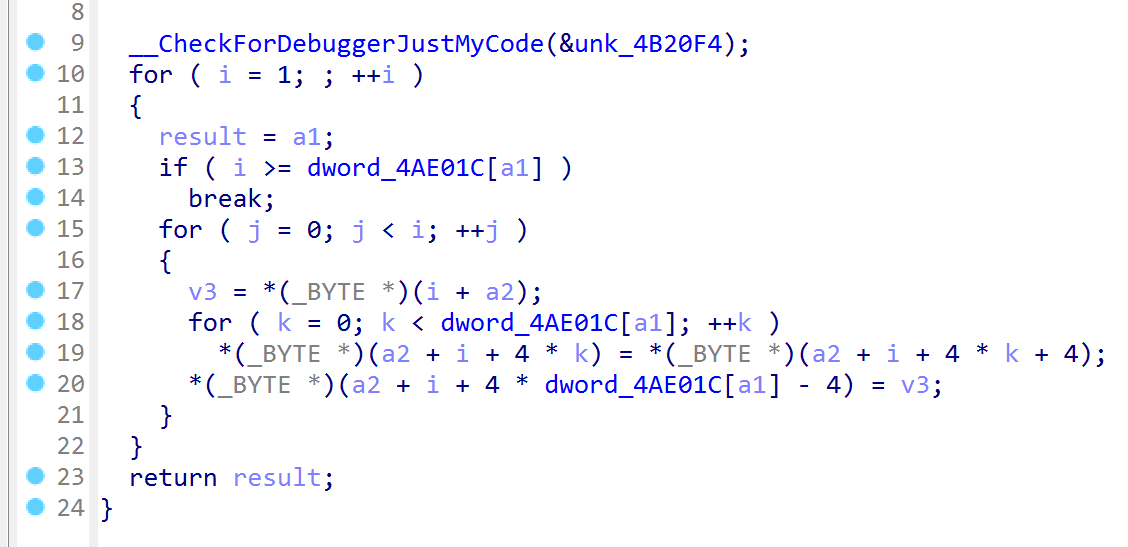 8
9 __CheckForDebuggerJustMyCode(&unk_4B20F4);
10 for ( i = 1; ; ++i )
11 {
12 result = a1;
13 if ( i >= dword_4AE01C[a1] )
14 break;
15 for ( j = 0; j < i; ++j )
16 {
17 v3 = *(_BYTE *)(i + a2);
18 for ( k = 0; k < dword_4AE01C[a1]; ++k )
19 *(_BYTE *)(a2 + i + 4 * k) = *(_BYTE *)(a2 + i + 4 * k + 4);
20 *(_BYTE *)(a2 + i + 4 * dword_4AE01C[a1] - 4) = v3;
21 }
22 }
23 return result;
24 }